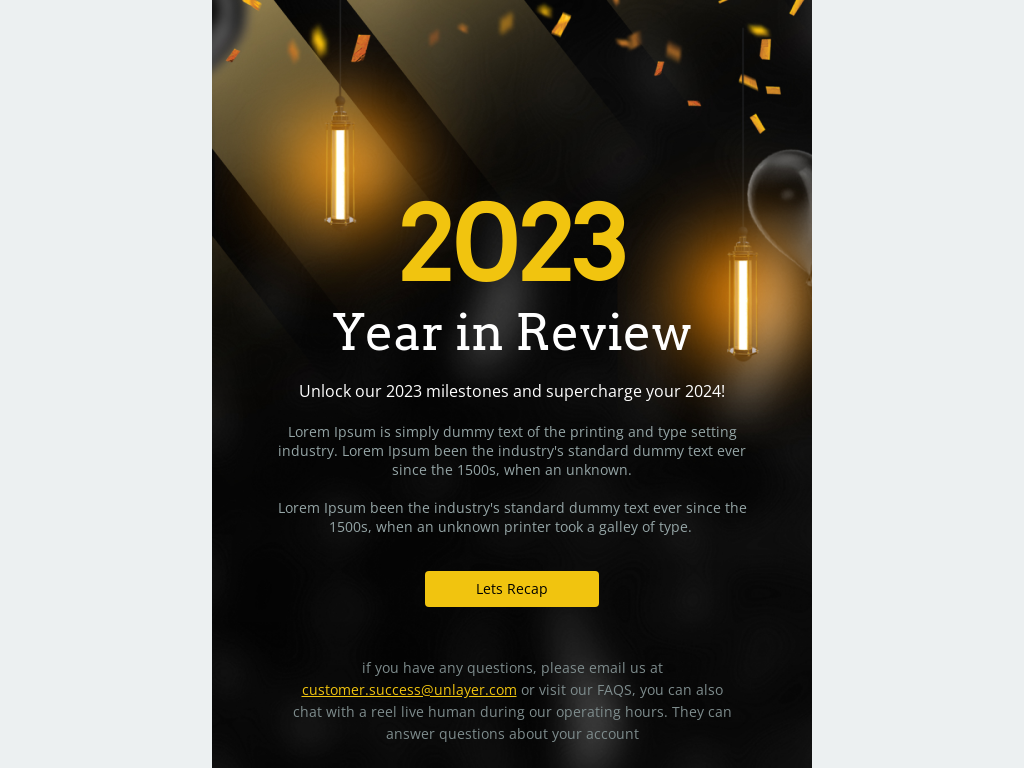 2023
Year in Review
Unlock our 2023 milestones and supercharge your 2024!
Lorem Ipsum is simply dummy text of the printing and type setting
industry. Lorem Ipsum been the industry's standard dummy text ever
since the 1500s, when an unknown.
Lorem Ipsum been the industry's standard dummy text ever since the
1500s, when an unknown printer took a galley of type.
Lets Recap
if you have any questions, please email us at
customer.success@unlayer.com or visit our FAQS, you can also
chat with a reel live human during our operating hours. They can
answer questions about your account